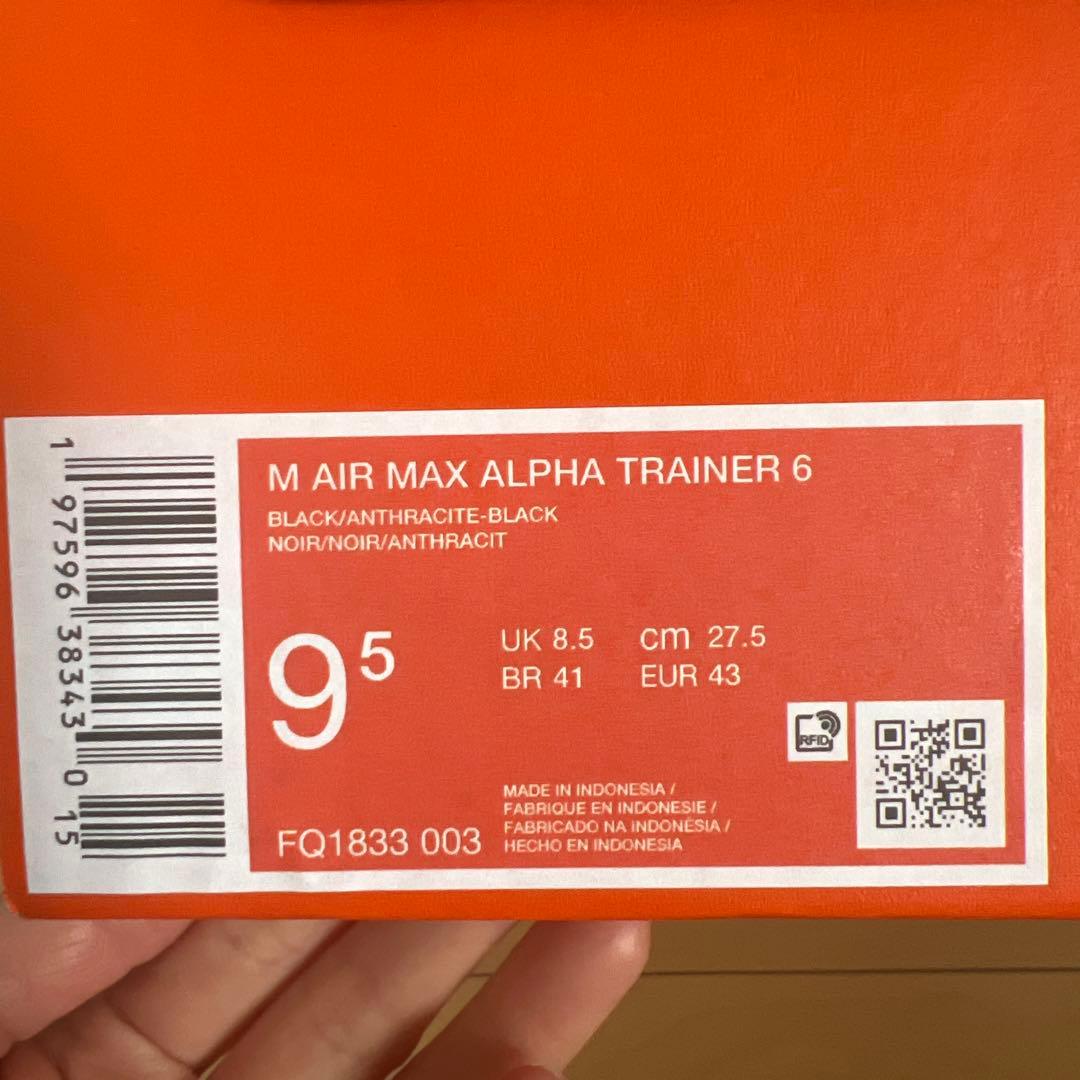 M AIR MAX ALPHA TRAINER 6
BLACK/ANTHRACITE-BLACK
NOIR/NOIR/ANTHRACIT
9⁵
UK 8.5 cm 27.5
BR 41 EUR 43
RFID
MADE IN INDONESIA /
FABRIQUE EN INDONESIE /
FABRICADO NA INDONÉSIA /
HECHO EN INDONESIA
FQ1833 003
1 97596 38343 0 15